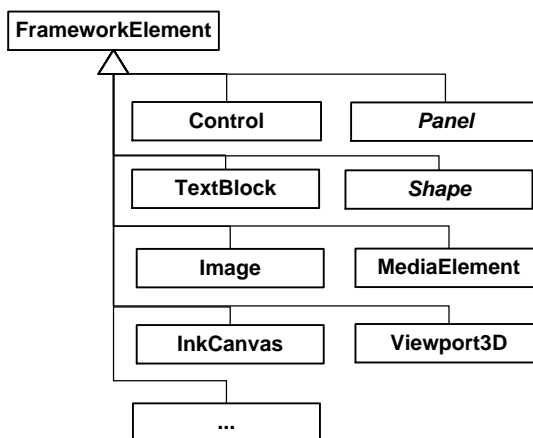 FrameworkElement
Control
Panel
TextBlock
Shape
Image
MediaElement
InkCanvas
Viewport3D
...